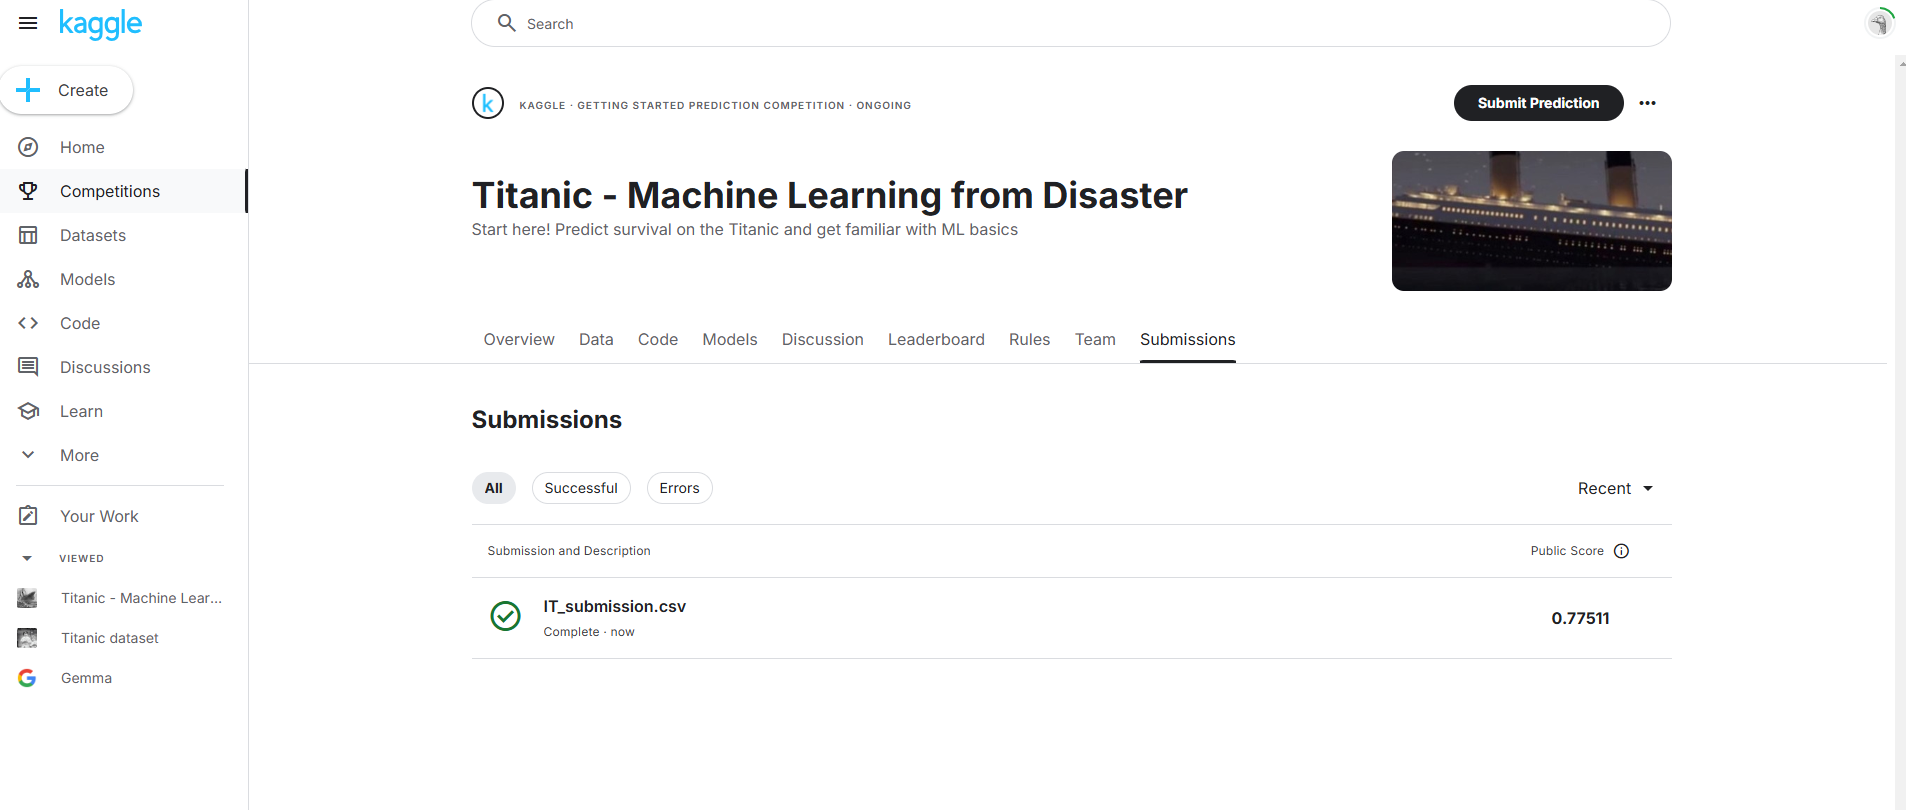 kaggle
Search
Create
Home
Competitions
Datasets
Models
Code
Discussions
Learn
More
Your Work
VIEWED
Titanic - Machine Lear...
Titanic dataset
Gemma
k
KAGGLE · GETTING STARTED PREDICTION COMPETITION · ONGOING
Submit Prediction
Titanic - Machine Learning from Disaster
Start here! Predict survival on the Titanic and get familiar with ML basics
Overview Data Code Models Discussion Leaderboard Rules Team Submissions
Submissions
All Successful Errors Recent
Submission and Description Public Score
IT_submission.csv
Complete · now
0.77511